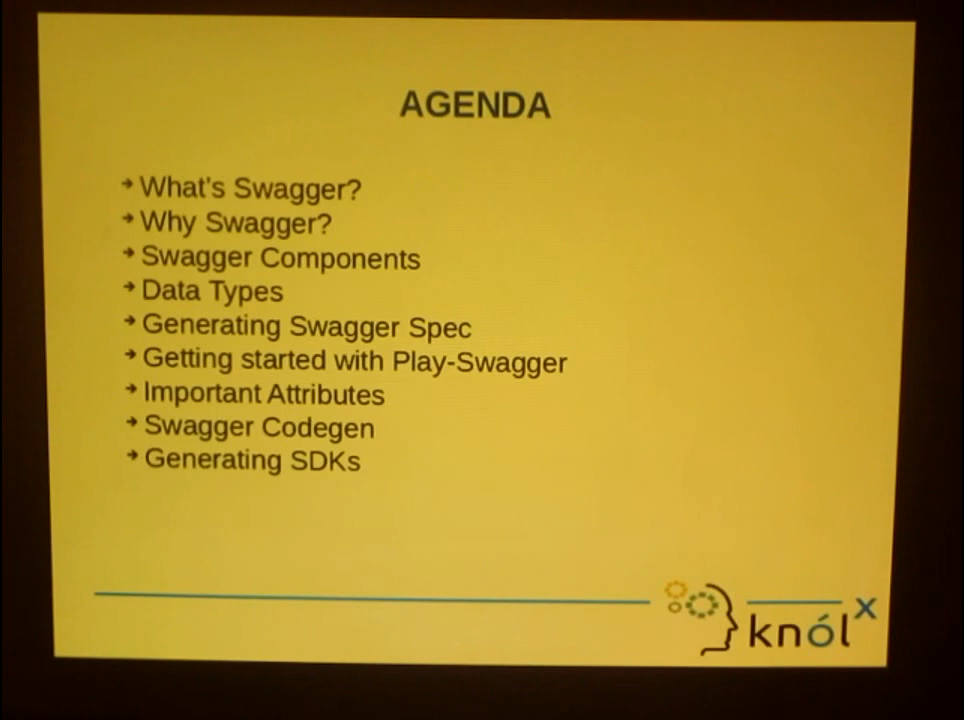 AGENDA
What's Swagger?
Why Swagger?
Swagger Components
Data Types
Generating Swagger Spec
Getting started with Play-Swagger
Important Attributes
Swagger Codegen
Generating SDKs
knólx